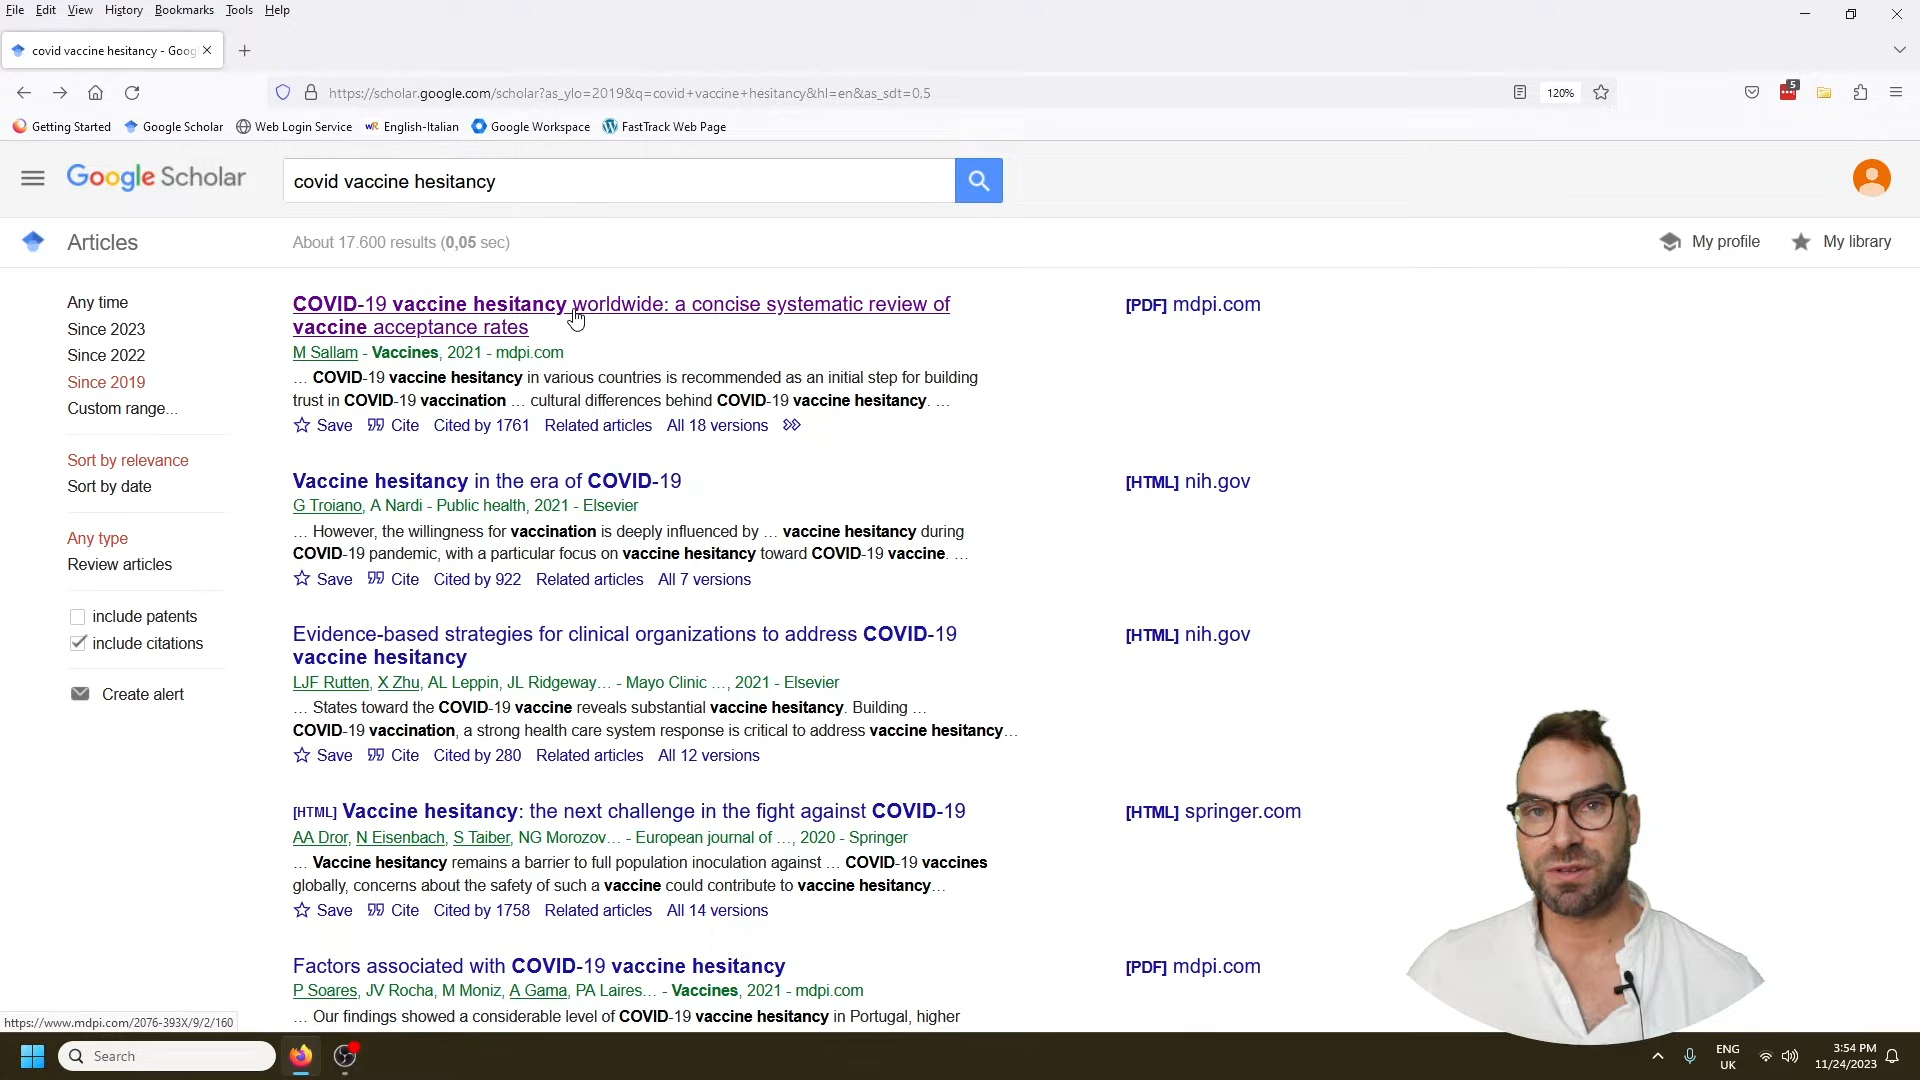 File Edit View History Bookmarks Tools Help
covid vaccine hesitancy - Goog
https://scholar.google.com/scholar?as_ylo=2019&q=covid+vaccine+hesitancy&hl=en&as_sdt=0,5
120%
5
Getting Started Google Scholar Web Login Service WR English-Italian Google Workspace FastTrack Web Page
Google Scholar
covid vaccine hesitancy
Articles
About 17.600 results (0,05 sec)
My profile
My library
Any time
Since 2023
Since 2022
Since 2019
Custom range...
Sort by relevance
Sort by date
Any type
Review articles
include patents
include citations
Create alert
COVID-19 vaccine hesitancy worldwide: a concise systematic review of
vaccine acceptance rates
M Sallam - Vaccines, 2021 - mdpi.com
... COVID-19 vaccine hesitancy in various countries is recommended as an initial step for building
trust in COVID-19 vaccination ... cultural differences behind COVID-19 vaccine hesitancy. ...
Save Cite Cited by 1761 Related articles All 18 versions
[PDF] mdpi.com
Vaccine hesitancy in the era of COVID-19
G Troiano, A Nardi - Public health, 2021 - Elsevier
... However, the willingness for vaccination is deeply influenced by ... vaccine hesitancy during
COVID-19 pandemic, with a particular focus on vaccine hesitancy toward COVID-19 vaccine. ...
Save Cite Cited by 922 Related articles All 7 versions
[HTML] nih.gov
Evidence-based strategies for clinical organizations to address COVID-19
vaccine hesitancy
LJF Rutten, X Zhu, AL Leppin, JL Ridgeway... - Mayo Clinic ..., 2021 - Elsevier
... States toward the COVID-19 vaccine reveals substantial vaccine hesitancy. Building ...
COVID-19 vaccination, a strong health care system response is critical to address vaccine hesitancy...
Save Cite Cited by 280 Related articles All 12 versions
[HTML] nih.gov
[HTML] Vaccine hesitancy: the next challenge in the fight against COVID-19
AA Dror, N Eisenbach, S Taiber, NG Morozov... - European journal of ..., 2020 - Springer
... Vaccine hesitancy remains a barrier to full population inoculation against ... COVID-19 vaccines
globally, concerns about the safety of such a vaccine could contribute to vaccine hesitancy...
Save Cite Cited by 1758 Related articles All 14 versions
[HTML] springer.com
Factors associated with COVID-19 vaccine hesitancy
P Soares, JV Rocha, M Moniz, A Gama, PA Laires... - Vaccines, 2021 - mdpi.com
... Our findings showed a considerable level of COVID-19 vaccine hesitancy in Portugal, higher
[PDF] mdpi.com
https://www.mdpi.com/2076-393X/9/2/160
Search
ENG
UK
3:54 PM
11/24/2023